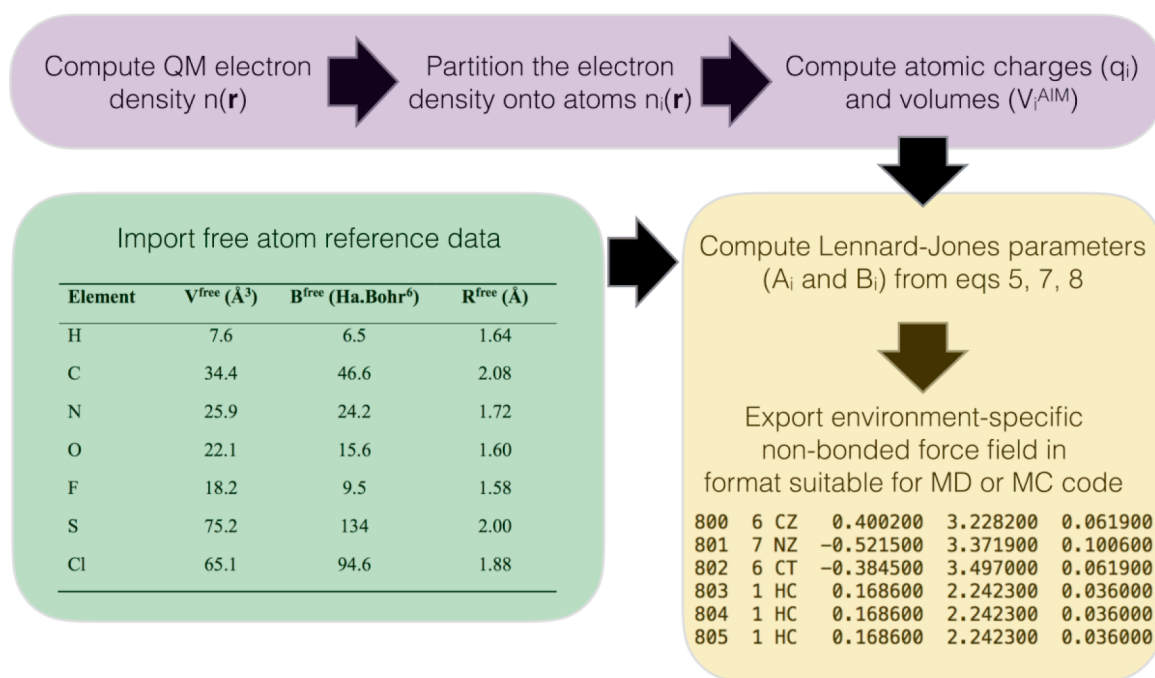 Compute QM electron
density n(r)
Partition the electron
density onto atoms nᵢ(r)
Compute atomic charges (qᵢ)
and volumes (Vᵢᴬᴵᴹ)
Import free atom reference data
Element V^free (Å³) B^free (Ha.Bohr⁶) R^free (Å)
H 7.6 6.5 1.64
C 34.4 46.6 2.08
N 25.9 24.2 1.72
O 22.1 15.6 1.60
F 18.2 9.5 1.58
S 75.2 134 2.00
Cl 65.1 94.6 1.88
Compute Lennard-Jones parameters
(Aᵢ and Bᵢ) from eqs 5, 7, 8
Export environment-specific
non-bonded force field in
format suitable for MD or MC code
800 6 CZ 0.400200 3.228200 0.061900
801 7 NZ −0.521500 3.371900 0.100600
802 6 CT −0.384500 3.497000 0.061900
803 1 HC 0.168600 2.242300 0.036000
804 1 HC 0.168600 2.242300 0.036000
805 1 HC 0.168600 2.242300 0.036000